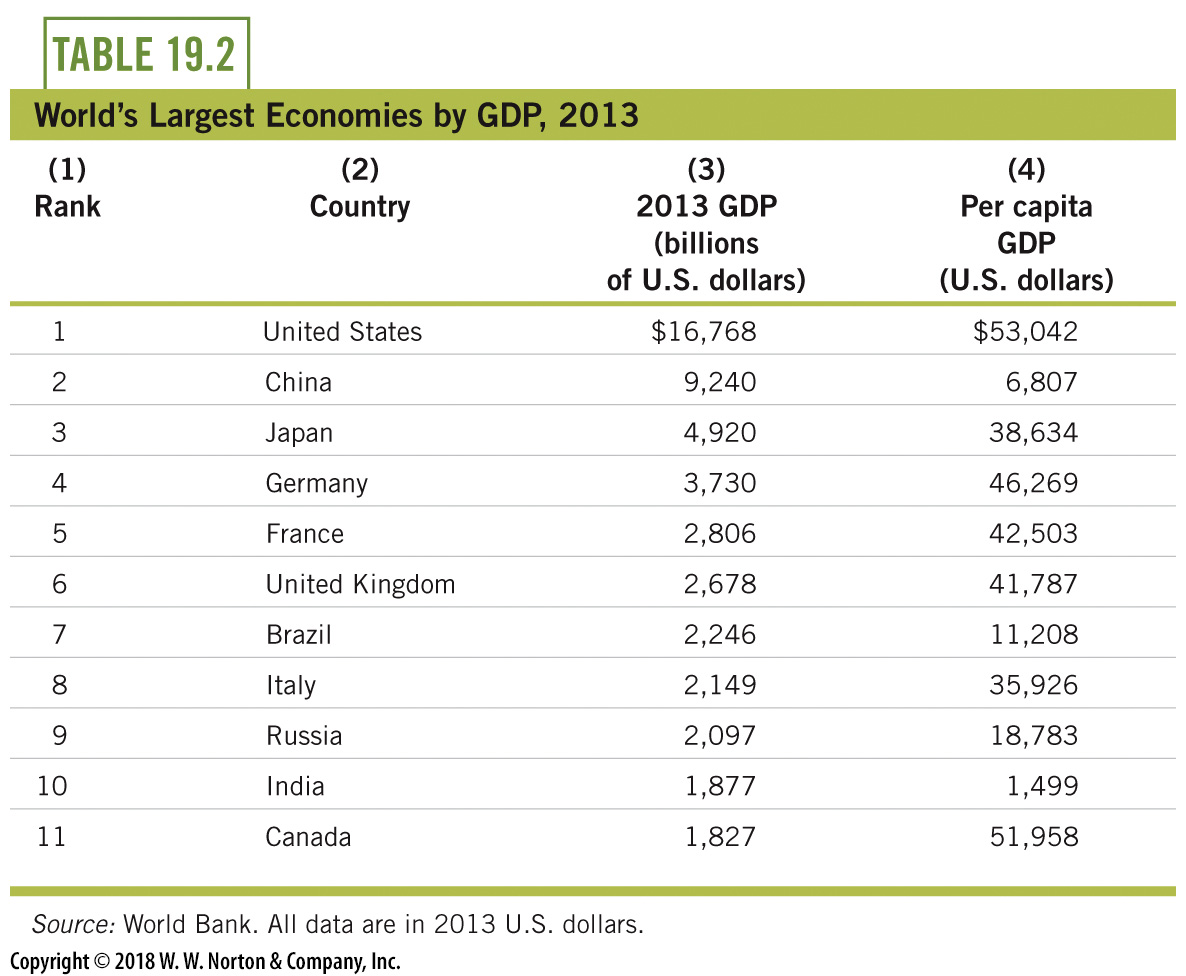 TABLE 19.2
World's Largest Economies by GDP, 2013
(1) (2) (3) (4)
Rank Country 2013 GDP Per capita
(billions GDP
of U.S. dollars) (U.S. dollars)
1 United States $16,768 $53,042
2 China 9,240 6,807
3 Japan 4,920 38,634
4 Germany 3,730 46,269
5 France 2,806 42,503
6 United Kingdom 2,678 41,787
7 Brazil 2,246 11,208
8 Italy 2,149 35,926
9 Russia 2,097 18,783
10 India 1,877 1,499
11 Canada 1,827 51,958
Source: World Bank. All data are in 2013 U.S. dollars.
Copyright © 2018 W. W. Norton & Company, Inc.